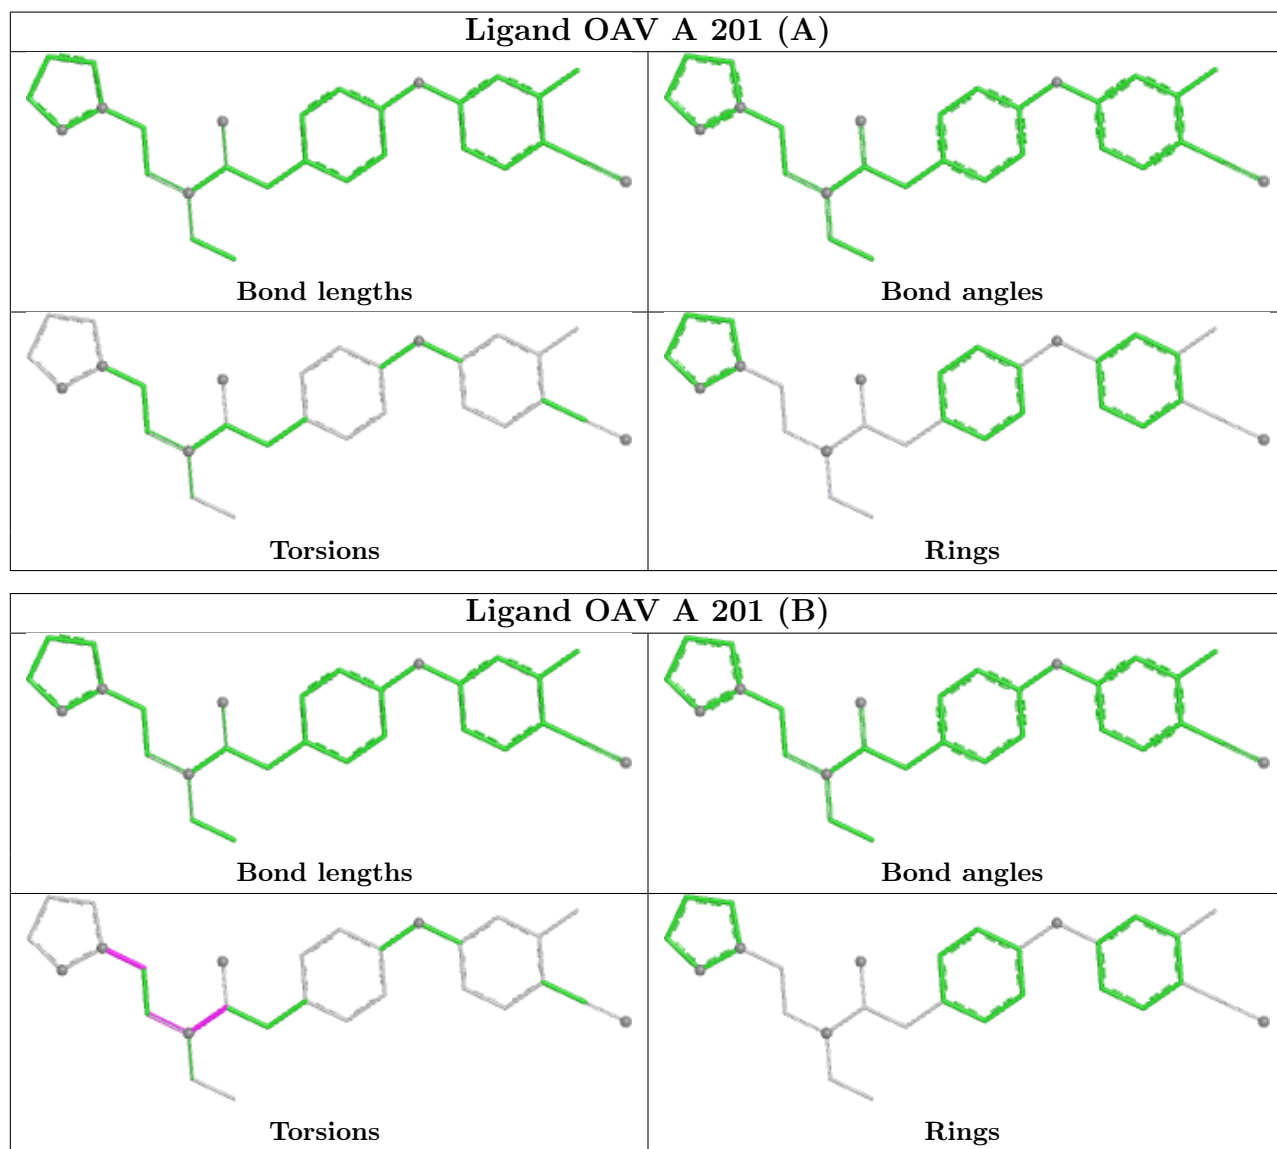 Ligand OAV A 201 (A)
Bond lengths
Bond angles
Torsions
Rings
Ligand OAV A 201 (B)
Bond lengths
Bond angles
Torsions
Rings